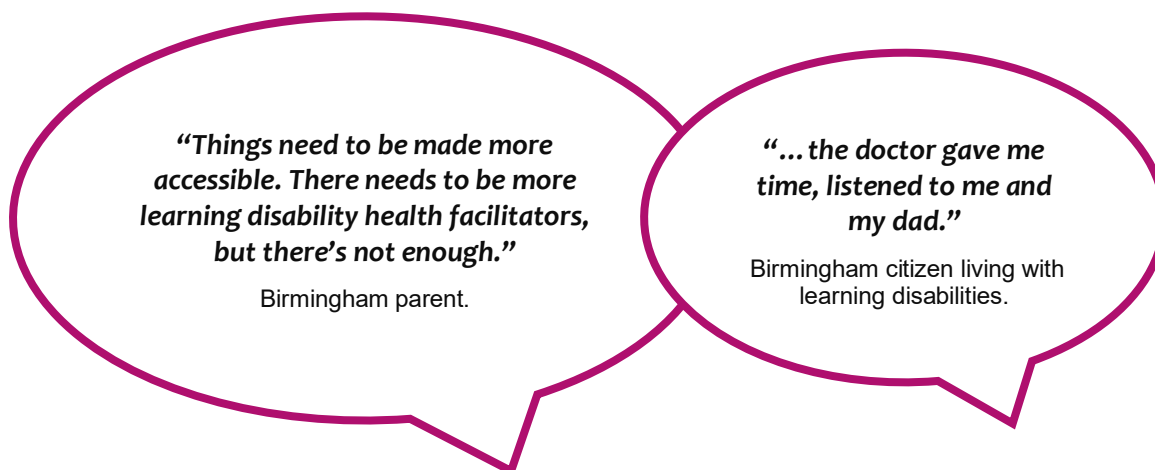 “Things need to be made more
accessible. There needs to be more
learning disability health facilitators,
but there’s not enough.”
Birmingham parent.
“…the doctor gave me
time, listened to me and
my dad.”
Birmingham citizen living with
learning disabilities.